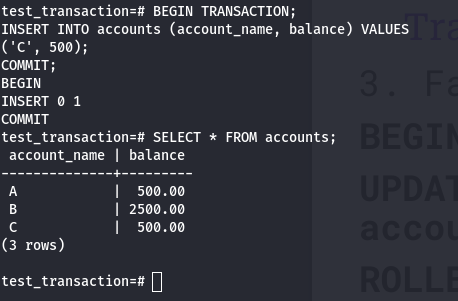 test_transaction=# BEGIN TRANSACTION;
INSERT INTO accounts (account_name, balance) VALUES
('C', 500);
COMMIT;
BEGIN
INSERT 0 1
COMMIT
test_transaction=# SELECT * FROM accounts;
 account_name | balance
--------------+---------
 A            |  500.00
 B            | 2500.00
 C            |  500.00
(3 rows)
test_transaction=#
Tra
3. Fa
BEGIN
UPDAT
accou
ROLLB